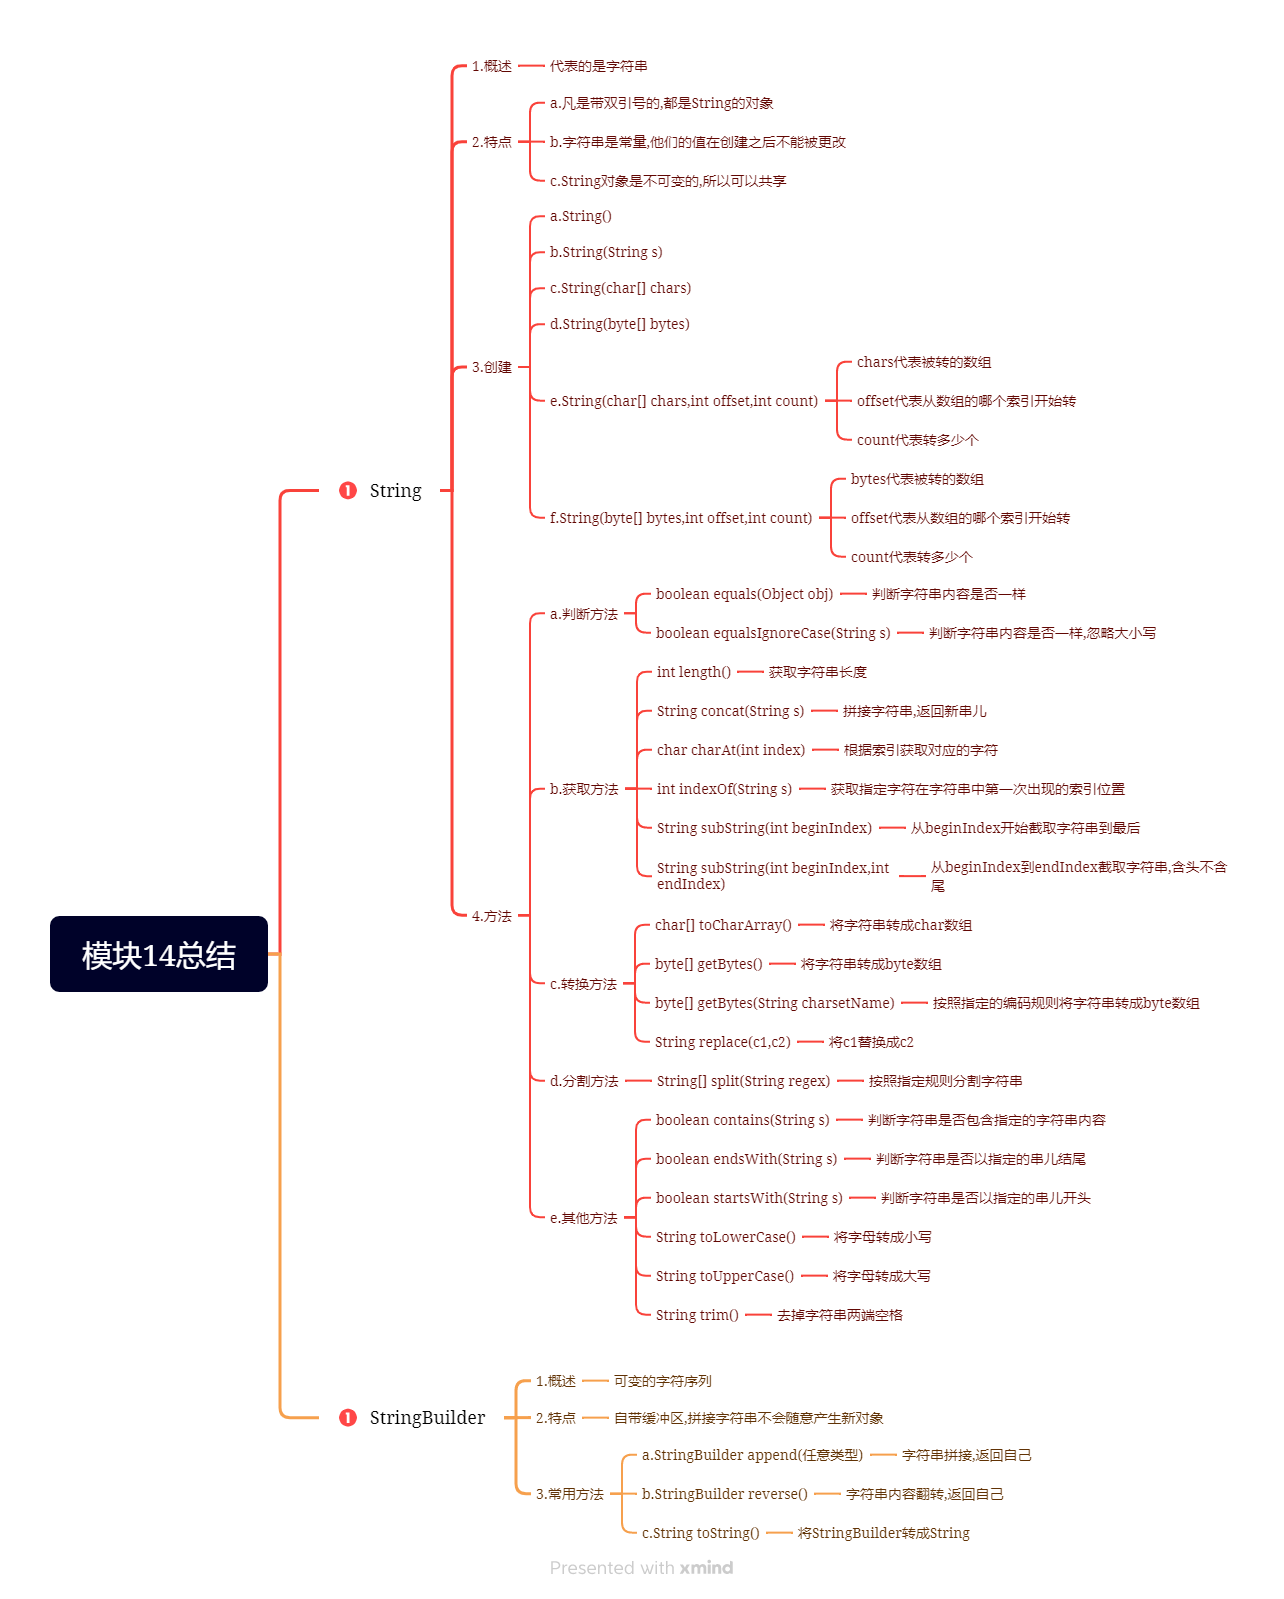 模块14总结
1
String
1.概述
代表的是字符串
2.特点
a.凡是带双引号的,都是String的对象
b.字符串是常量,他们的值在创建之后不能被更改
c.String对象是不可变的,所以可以共享
3.创建
a.String()
b.String(String s)
c.String(char[] chars)
d.String(byte[] bytes)
e.String(char[] chars,int offset,int count)
chars代表被转的数组
offset代表从数组的哪个索引开始转
count代表转多少个
f.String(byte[] bytes,int offset,int count)
bytes代表被转的数组
offset代表从数组的哪个索引开始转
count代表转多少个
4.方法
a.判断方法
boolean equals(Object obj)
判断字符串内容是否一样
boolean equalsIgnoreCase(String s)
判断字符串内容是否一样,忽略大小写
b.获取方法
int length()
获取字符串长度
String concat(String s)
拼接字符串,返回新串儿
char charAt(int index)
根据索引获取对应的字符
int indexOf(String s)
获取指定字符在字符串中第一次出现的索引位置
String subString(int beginIndex)
从beginIndex开始截取字符串到最后
String subString(int beginIndex,int
endIndex)
从beginIndex到endIndex截取字符串,含头不含
尾
c.转换方法
char[] toCharArray()
将字符串转成char数组
byte[] getBytes()
将字符串转成byte数组
byte[] getBytes(String charsetName)
按照指定的编码规则将字符串转成byte数组
String replace(c1,c2)
将c1替换成c2
d.分割方法
String[] split(String regex)
按照指定规则分割字符串
e.其他方法
boolean contains(String s)
判断字符串是否包含指定的字符串内容
boolean endsWith(String s)
判断字符串是否以指定的串儿结尾
boolean startsWith(String s)
判断字符串是否以指定的串儿开头
String toLowerCase()
将字母转成小写
String toUpperCase()
将字母转成大写
String trim()
去掉字符串两端空格
1
StringBuilder
1.概述
可变的字符序列
2.特点
自带缓冲区,拼接字符串不会随意产生新对象
3.常用方法
a.StringBuilder append(任意类型)
字符串拼接,返回自己
b.StringBuilder reverse()
字符串内容翻转,返回自己
c.String toString()
将StringBuilder转成String
Presented with xmind